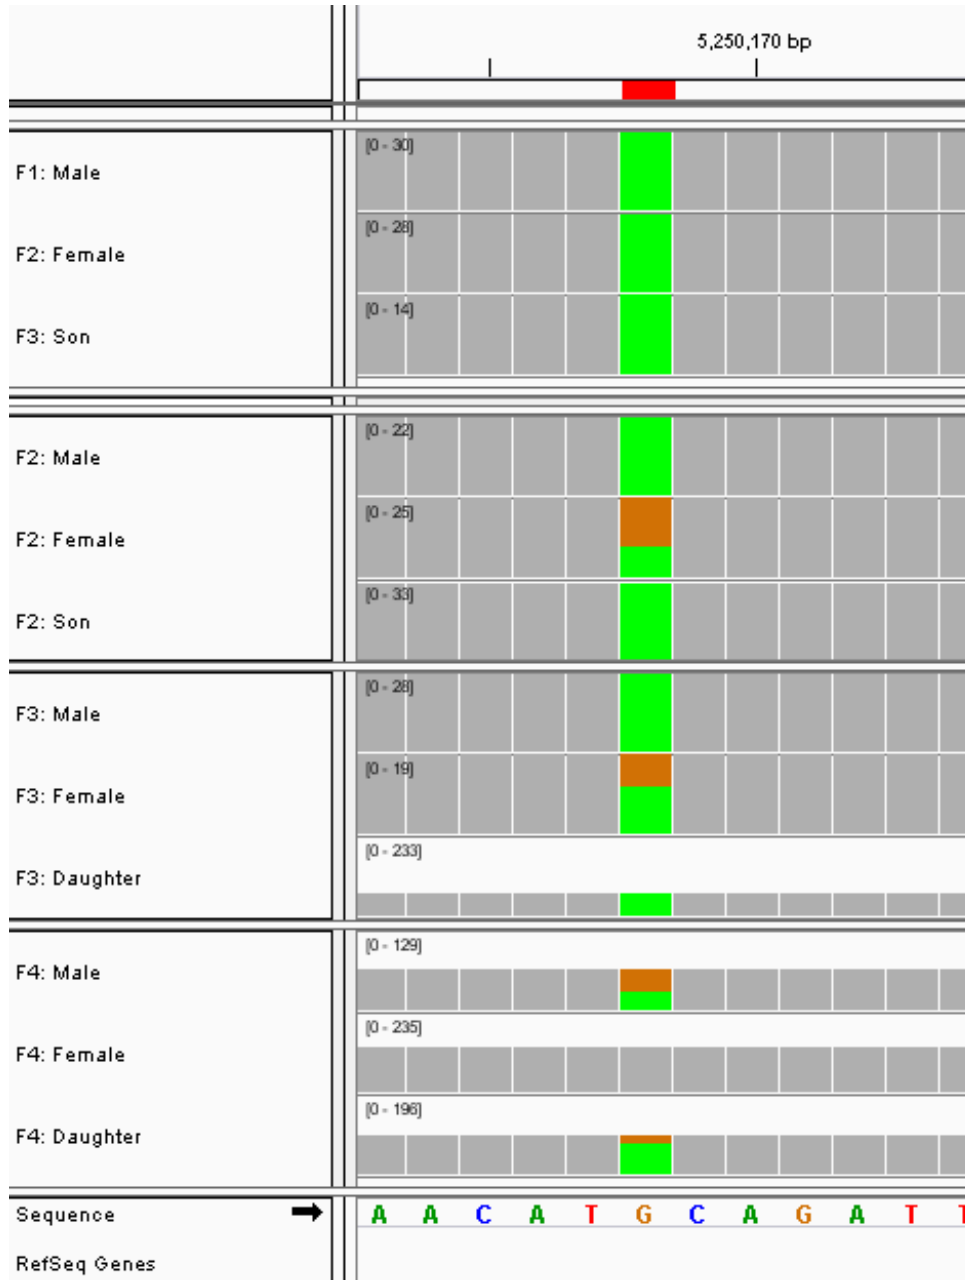 5,250,170 bp
F1: Male
[0 - 30]
F2: Female
[0 - 28]
F3: Son
[0 - 14]
F2: Male
[0 - 22]
F2: Female
[0 - 25]
F2: Son
[0 - 33]
F3: Male
[0 - 28]
F3: Female
[0 - 19]
F3: Daughter
[0 - 233]
F4: Male
[0 - 129]
F4: Female
[0 - 235]
F4: Daughter
[0 - 196]
Sequence A A C A T G C A G A T T
RefSeq Genes